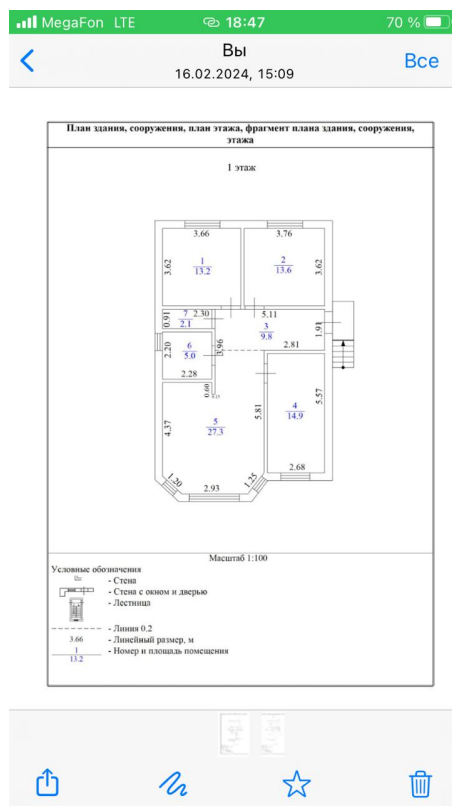 MegaFon LTE 18:47 70 %
Вы
16.02.2024, 15:09
Все
План здания, сооружения, план этажа, фрагмент плана здания, сооружения,
этажа
1 этаж
3.66
3.76
3.62
1
13.2
2
13.6
3.62
0.91
7
2.1
2.30
5.11
3
9.8
1.91
2.20
6
5.0
3.96
2.81
2.28
0.60
4.37
5
27.3
5.81
4
14.9
5.57
2.68
1.20
2.93
1.25
Масштаб 1:100
Условные обозначения
- Стена
- Стена с окном и дверью
- Лестница
- Линия 0.2
3.66 - Линейный размер, м
1 - Номер и площадь помещения
13.2